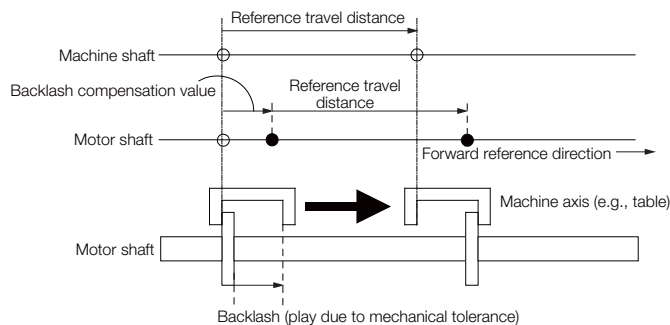 Reference travel distance
Machine shaft
Backlash compensation value
Reference travel
distance
Motor shaft
Forward reference direction
Machine axis (e.g., table)
Motor shaft
Backlash (play due to mechanical tolerance)